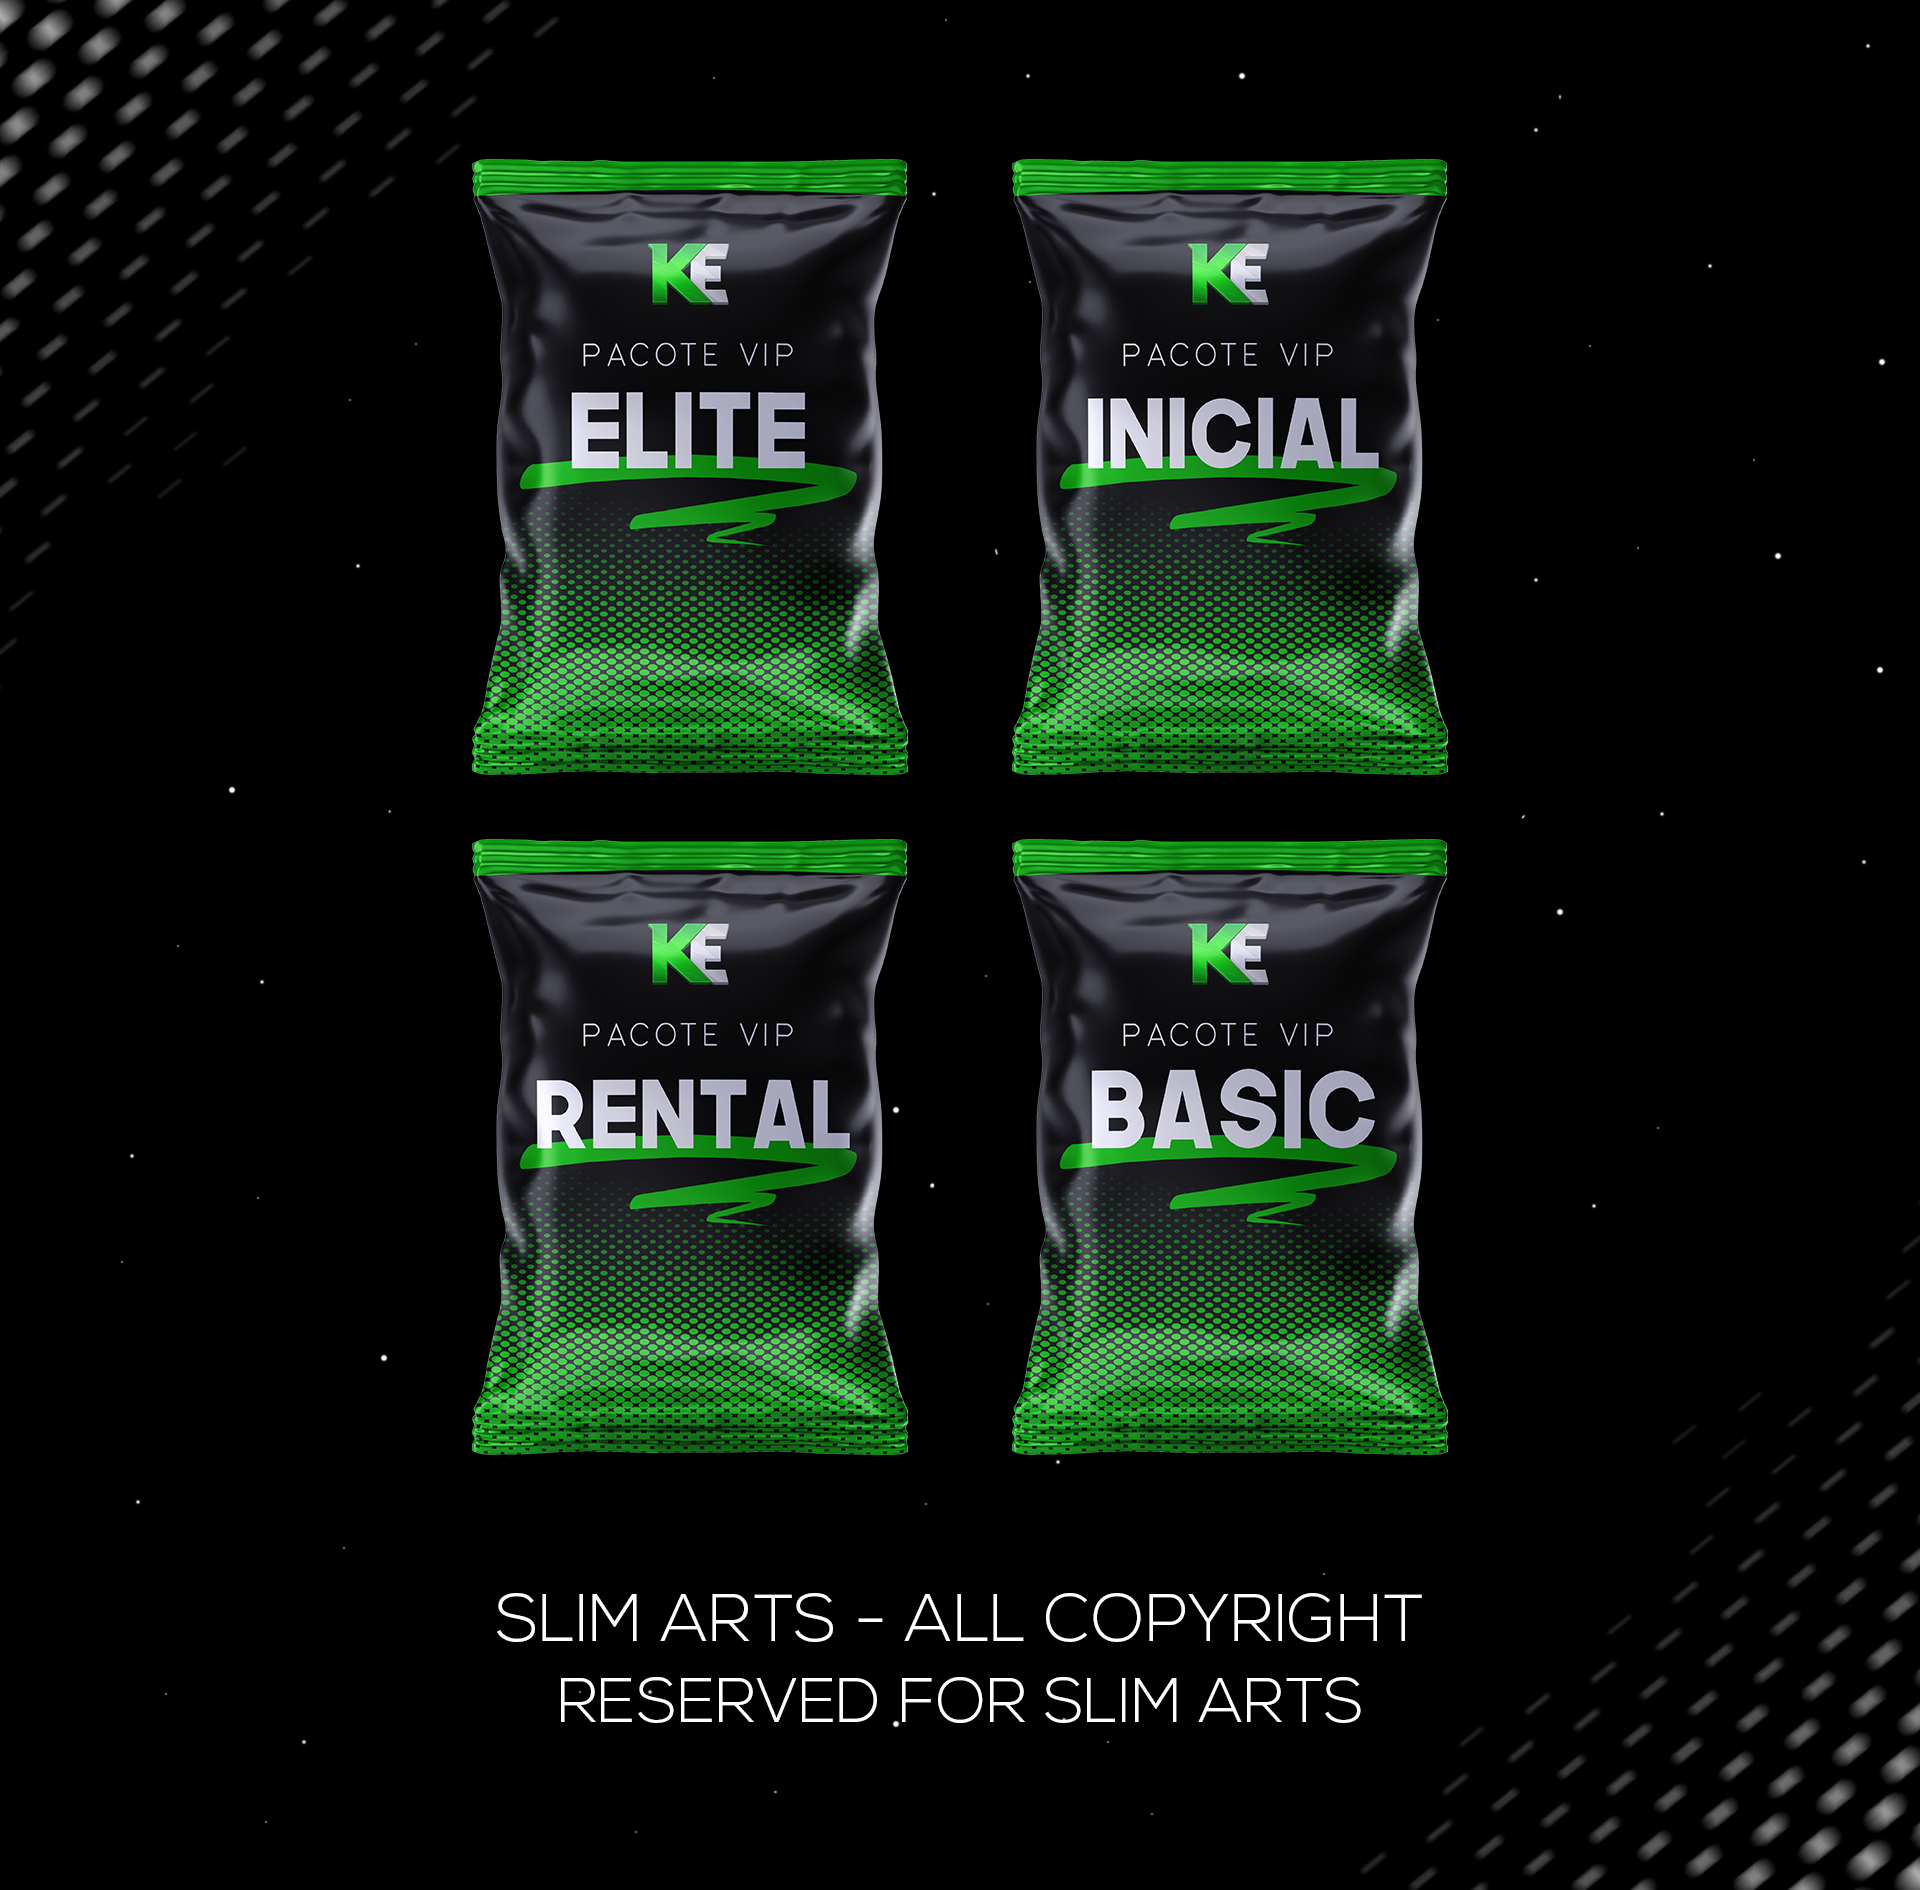 KE
PACOTE VIP
ELITE
KE
PACOTE VIP
INICIAL
KE
PACOTE VIP
RENTAL
KE
PACOTE VIP
BASIC
SLIM ARTS - ALL COPYRIGHT
RESERVED FOR SLIM ARTS